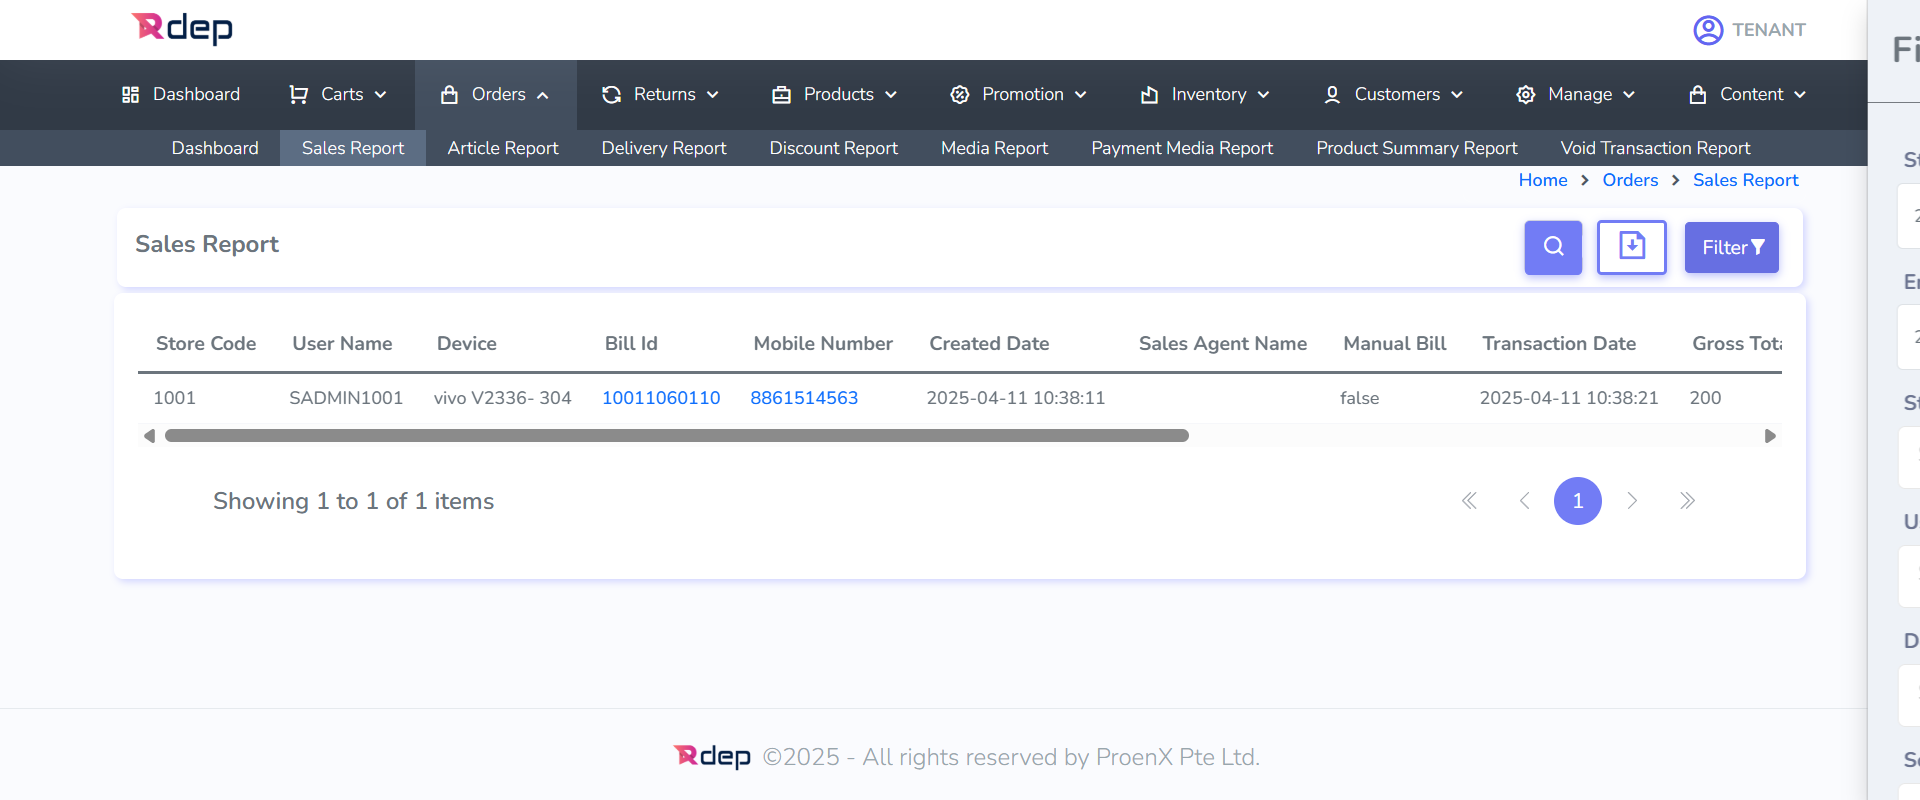 Rdep
TENANT
Dashboard Carts Orders Returns Products Promotion Inventory Customers Manage Content
Dashboard Sales Report Article Report Delivery Report Discount Report Media Report Payment Media Report Product Summary Report Void Transaction Report
Home > Orders > Sales Report
Sales Report
Filter
Store Code User Name Device Bill Id Mobile Number Created Date Sales Agent Name Manual Bill Transaction Date Gross
1001 SADMIN1001 vivo V2336- 304 10011060110 8861514563 2025-04-11 10:38:11 false 2025-04-11 10:38:21 200
Showing 1 to 1 of 1 items
1
Rdep ©2025 - All rights reserved by ProenX Pte Ltd.